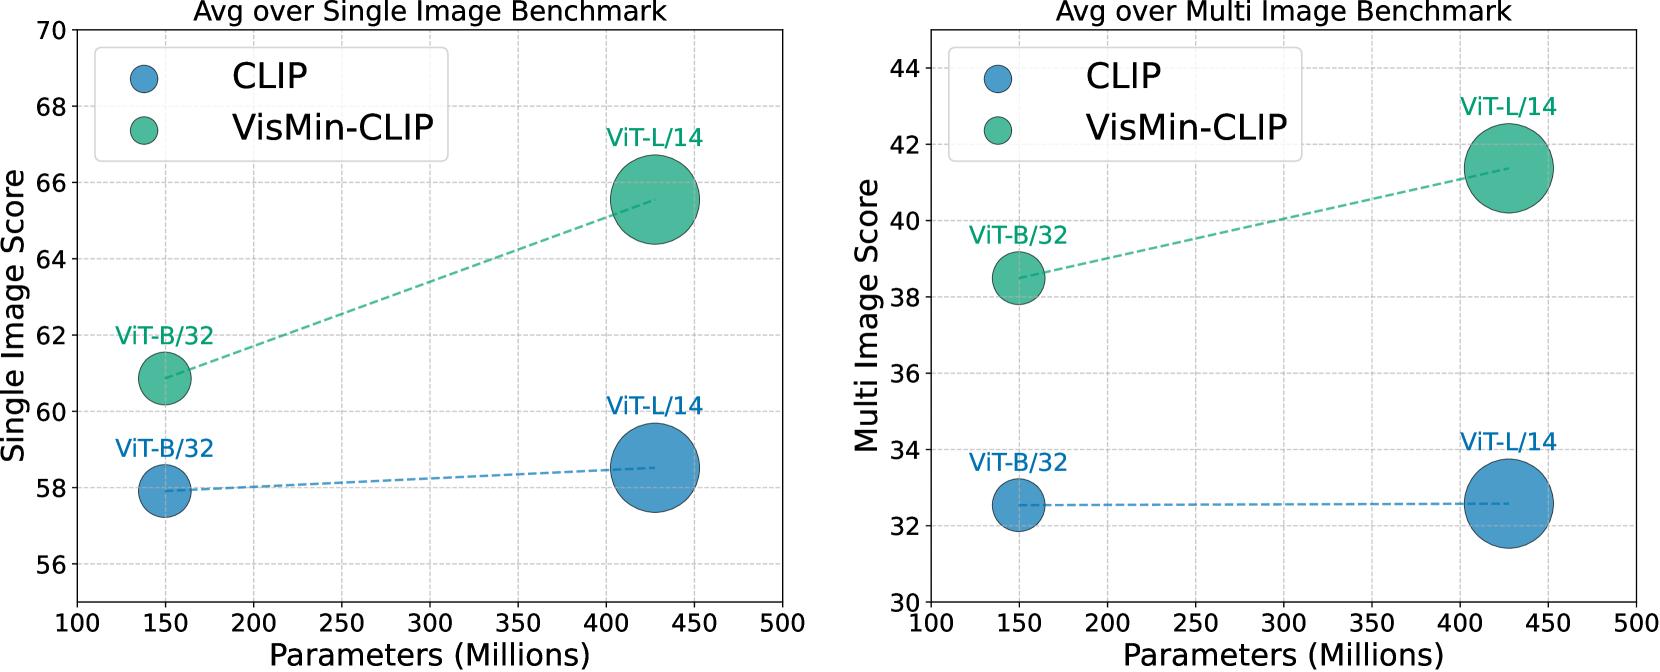 Avg over Single Image Benchmark
CLIP
VisMin-CLIP
ViT-L/14
ViT-B/32
ViT-L/14
ViT-B/32
Single Image Score
70
68
66
64
62
60
58
56
100 150 200 250 300 350 400 450 500
Parameters (Millions)
Avg over Multi Image Benchmark
CLIP
VisMin-CLIP
ViT-L/14
ViT-B/32
ViT-L/14
ViT-B/32
Multi Image Score
44
42
40
38
36
34
32
30
100 150 200 250 300 350 400 450 500
Parameters (Millions)